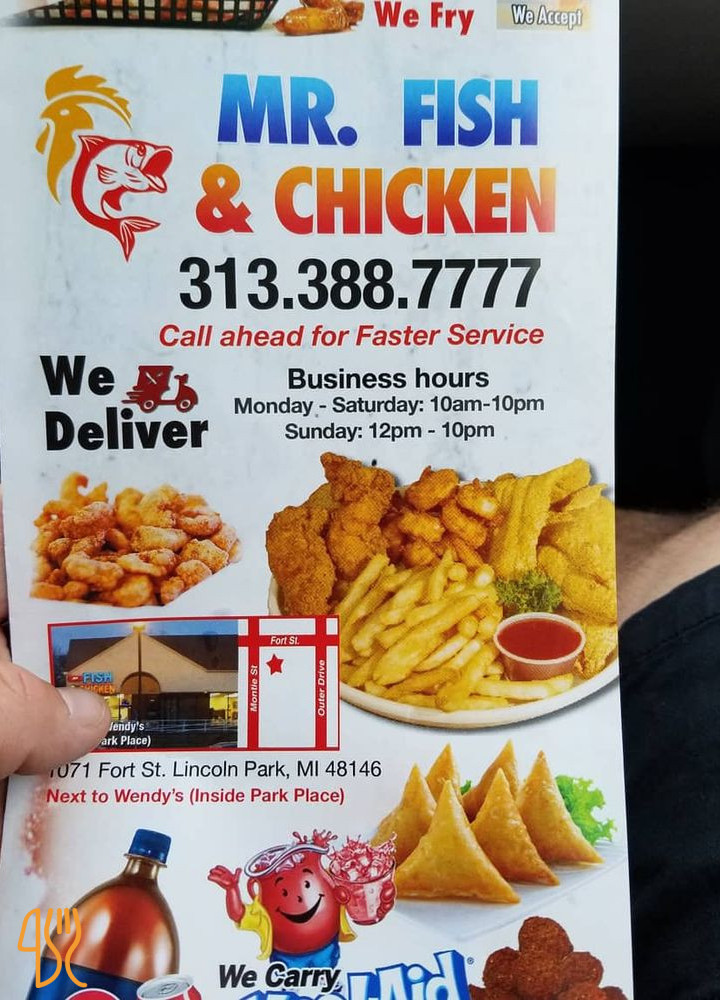 We Fry
We Accept
MR. FISH
& CHICKEN
313.388.7777
Call ahead for Faster Service
We
Deliver
Business hours
Monday - Saturday: 10am-10pm
Sunday: 12pm - 10pm
FISH
CHICKEN
Fort St.
Montie St
Outer Drive
Wendy's
ark Place)
1071 Fort St. Lincoln Park, MI 48146
Next to Wendy's (Inside Park Place)
We Carry